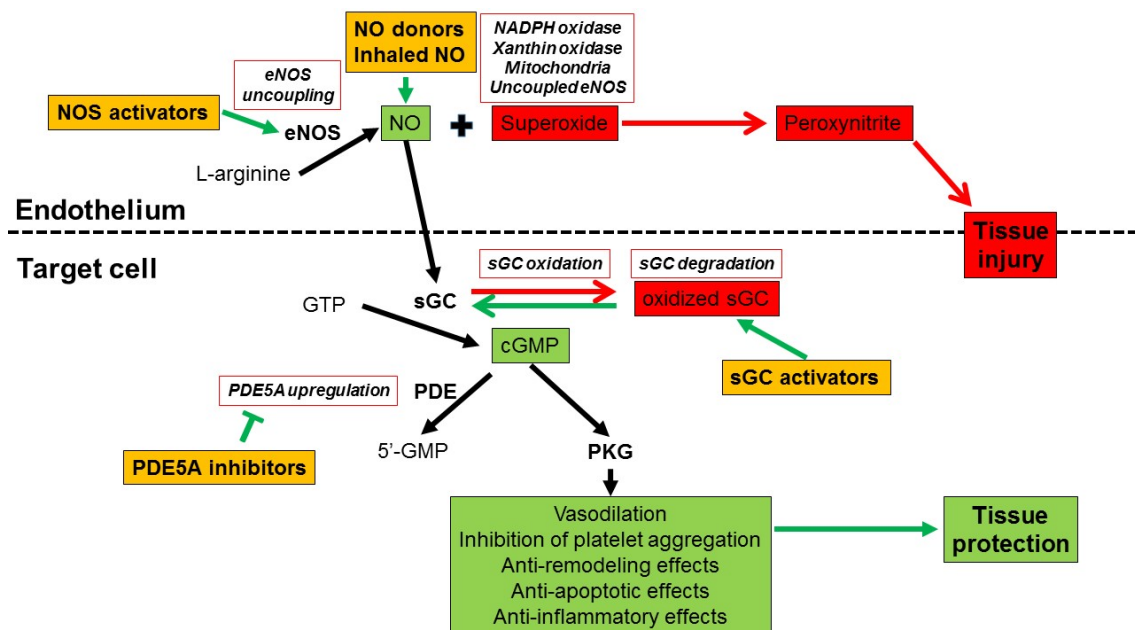 NO donors
Inhaled NO
NADPH oxidase
Xanthin oxidase
Mitochondria
Uncoupled eNOS
eNOS
uncoupling
NOS activators
eNOS
NO
+
Superoxide
Peroxynitrite
L-arginine
Endothelium
Tissue
injury
Target cell
sGC oxidation
sGC degradation
GTP
sGC
oxidized sGC
cGMP
sGC activators
PDE5A upregulation
PDE
5’-GMP
PKG
PDE5A inhibitors
Vasodilation
Inhibition of platelet aggregation
Anti-remodeling effects
Anti-apoptotic effects
Anti-inflammatory effects
Tissue
protection